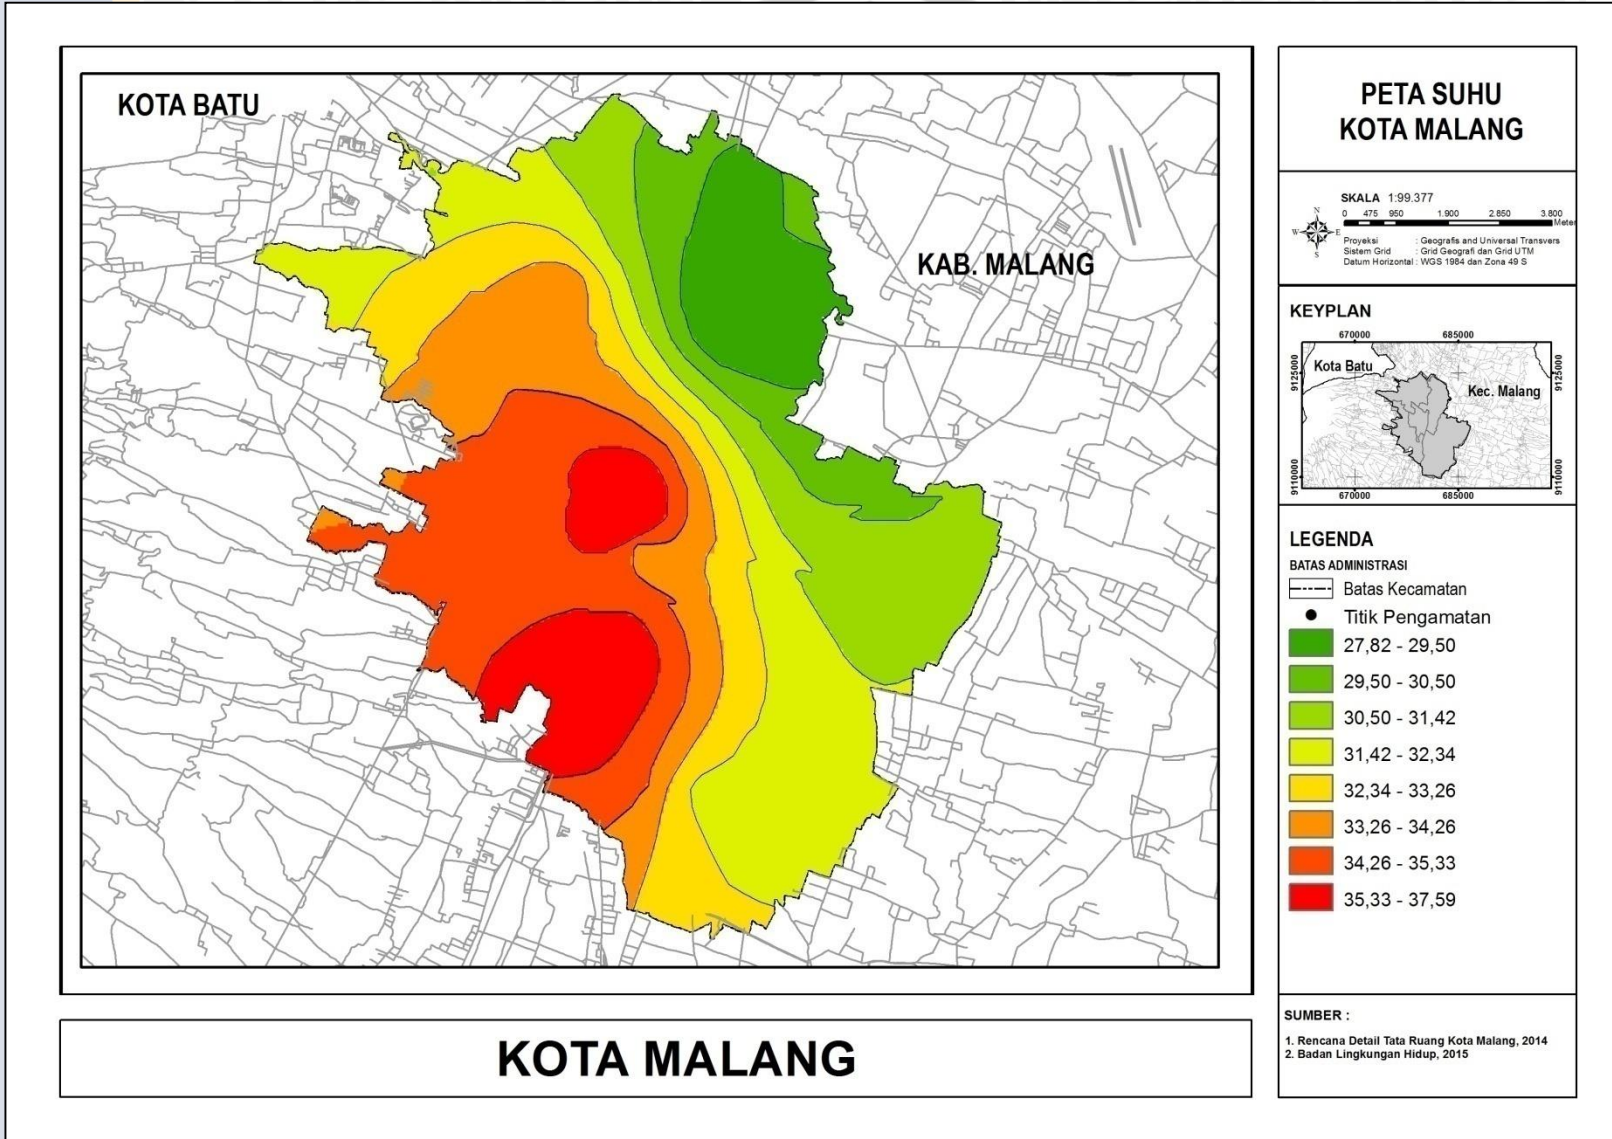 KOTA BATU
KAB. MALANG
KOTA MALANG
PETA SUHU
KOTA MALANG
SKALA 1:99.377
0 475 950 1.900 2.850 3.800
Meter
N
W E
S
Proyeksi : Geografis and Universal Transvers
Sistem Grid : Grid Geografi dan Grid UTM
Datum Horizontal : WGS 1984 dan Zona 49 S
KEYPLAN
670000 685000
9125000 9125000
Kota Batu
Kec. Malang
9110000 9110000
670000 685000
LEGENDA
BATAS ADMINISTRASI
Batas Kecamatan
Titik Pengamatan
27,82 - 29,50
29,50 - 30,50
30,50 - 31,42
31,42 - 32,34
32,34 - 33,26
33,26 - 34,26
34,26 - 35,33
35,33 - 37,59
SUMBER :
1. Rencana Detail Tata Ruang Kota Malang, 2014
2. Badan Lingkungan Hidup, 2015